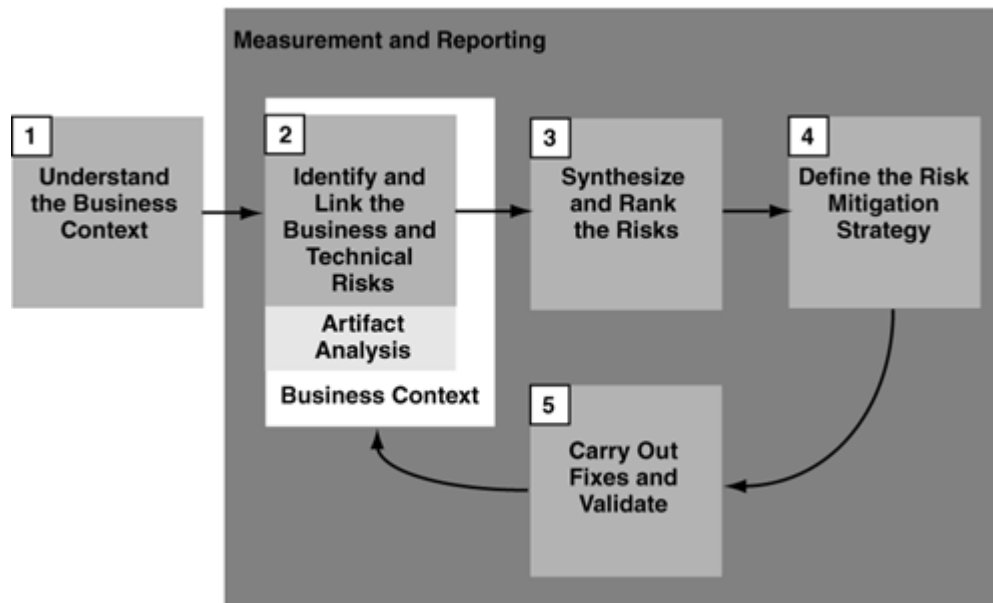 Measurement and Reporting
1
Understand
the Business
Context
2
Identify and
Link the
Business and
Technical
Risks
Artifact
Analysis
Business Context
3
Synthesize
and Rank
the Risks
4
Define the Risk
Mitigation
Strategy
5
Carry Out
Fixes and
Validate